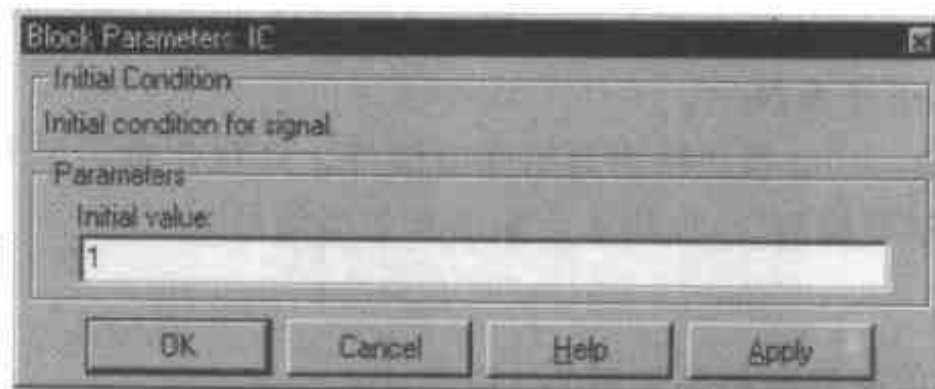 Block Parameters: IC
Initial Condition
Initial condition for signal.
Parameters
Initial value:
1
OK
Cancel
Help
Apply